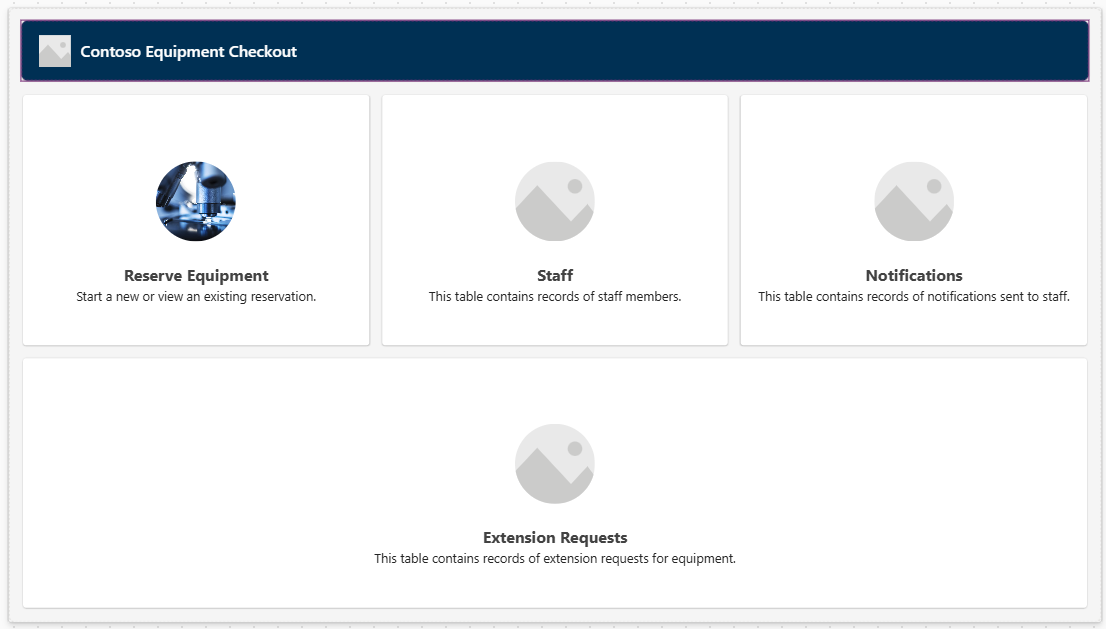 Contoso Equipment Checkout
Reserve Equipment
Start a new or view an existing reservation.
Staff
This table contains records of staff members.
Notifications
This table contains records of notifications sent to staff.
Extension Requests
This table contains records of extension requests for equipment.